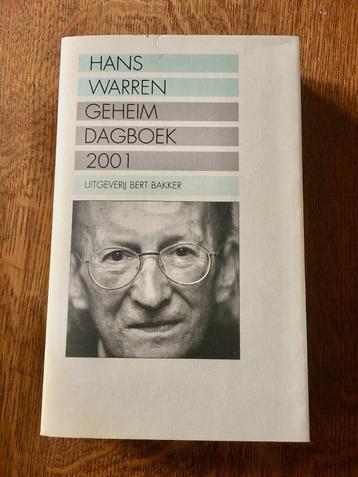 HANS
WARREN
GEHEIM
DAGBOEK
2001
UITGEVERIJ BERT BAKKER